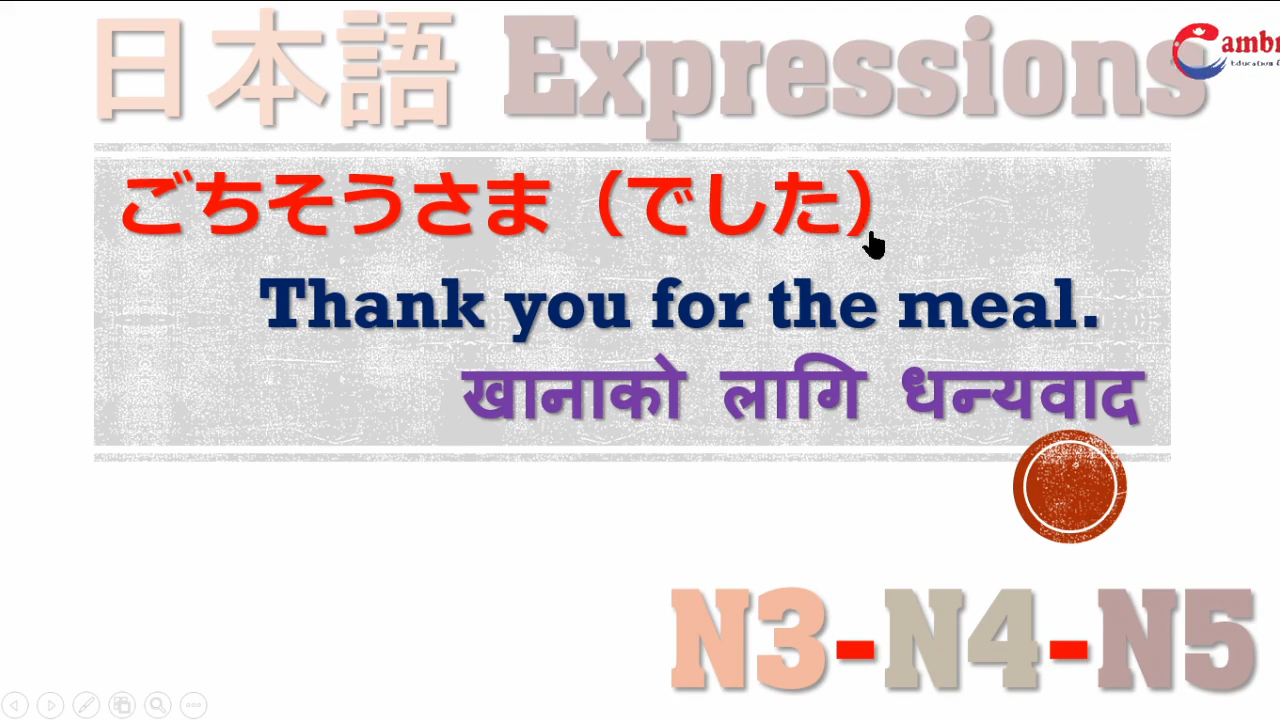 日本語 Expressions
ごちそうさま（でした）
Thank you for the meal.
खानाको लागि धन्यवाद
N3-N4-N5